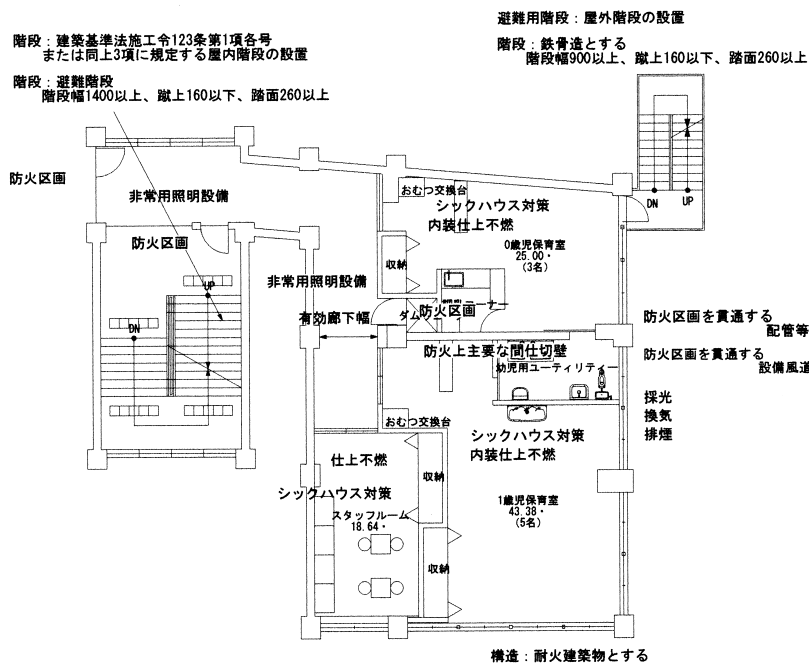 階段：建築基準法施工令123条第1項各号
または同上3項に規定する屋内階段の設置
階段：避難階段
階段幅1400以上、蹴上160以下、踏面260以上
避難用階段：屋外階段の設置
階段：鉄骨造とする
階段幅900以上、蹴上160以下、踏面260以上
防火区画
非常用照明設備
防火区画
UP
DN
非常用照明設備
有効廊下幅
おむつ交換台
シックハウス対策
内装仕上不燃
0歳児保育室
25.00・
(3名)
収納
DN
UP
コーナー
ダム
防火区画
防火上主要な間仕切壁
幼児用ユーティリティー
防火区画を貫通する
配管等
防火区画を貫通する
設備風道
採光
換気
排煙
おむつ交換台
シックハウス対策
内装仕上不燃
仕上不燃
収納
シックハウス対策
スタッフルーム
18.64・
1歳児保育室
43.38・
(5名)
収納
構造：耐火建築物とする